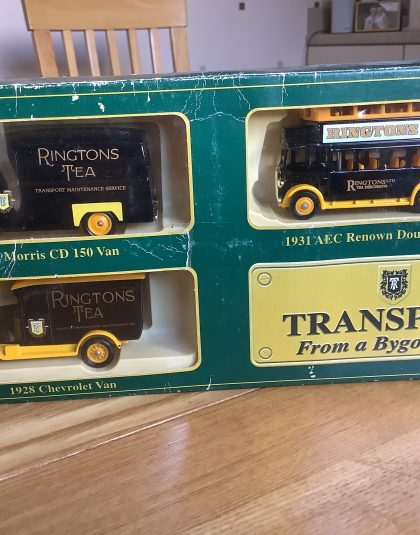 RINGTONS
TEA
TRANSPORT MAINTENANCE SERVICE
Morris CD 150 Van
RINGTONS
RINGTONS LTD.
TEA MERCHANTS
1931 AEC Renown Dou
RINGTONS
TEA
1928 Chevrolet Van
TRANSP
From a Bygo